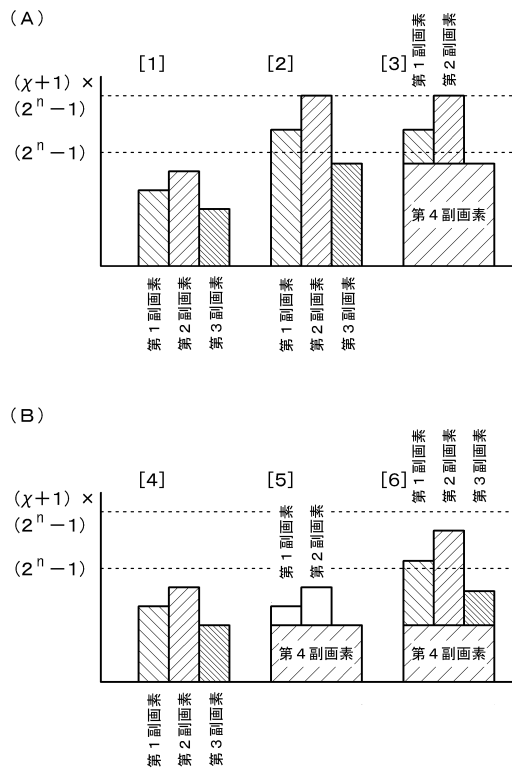 (A)
[1]
[2]
[3]
第1副画素
第2副画素
(χ+1)×
(2ⁿ−1)
(2ⁿ−1)
第4副画素
第1副画素
第2副画素
第3副画素
第1副画素
第2副画素
第3副画素
(B)
[4]
[5]
[6]
第1副画素
第2副画素
第3副画素
(χ+1)×
(2ⁿ−1)
第1副画素
第2副画素
(2ⁿ−1)
第4副画素
第4副画素
第1副画素
第2副画素
第3副画素